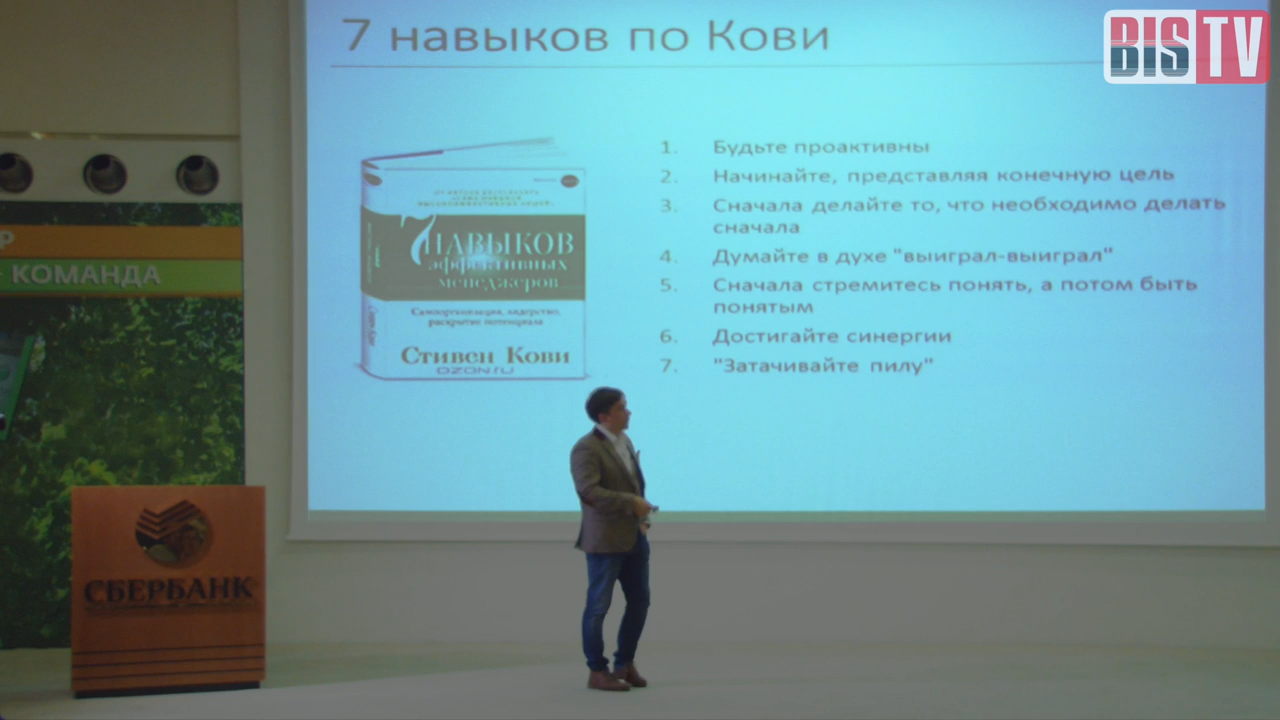 7 навыков по Кови
BIS TV
1. Будьте проактивны
2. Начинайте, представляя конечную цель
3. Сначала делайте то, что необходимо делать
сначала
4. Думайте в духе "выиграл-выиграл"
5. Сначала стремитесь понять, а потом быть
понятым
6. Достигайте синергии
7. "Затачивайте пилу"
7 НАВЫКОВ
эффективных
менеджеров
Самоорганизация, лидерство,
раскрытие потенциала
Стивен Кови
OZON.RU
Р
КОМАНДА
СБЕРБАНК